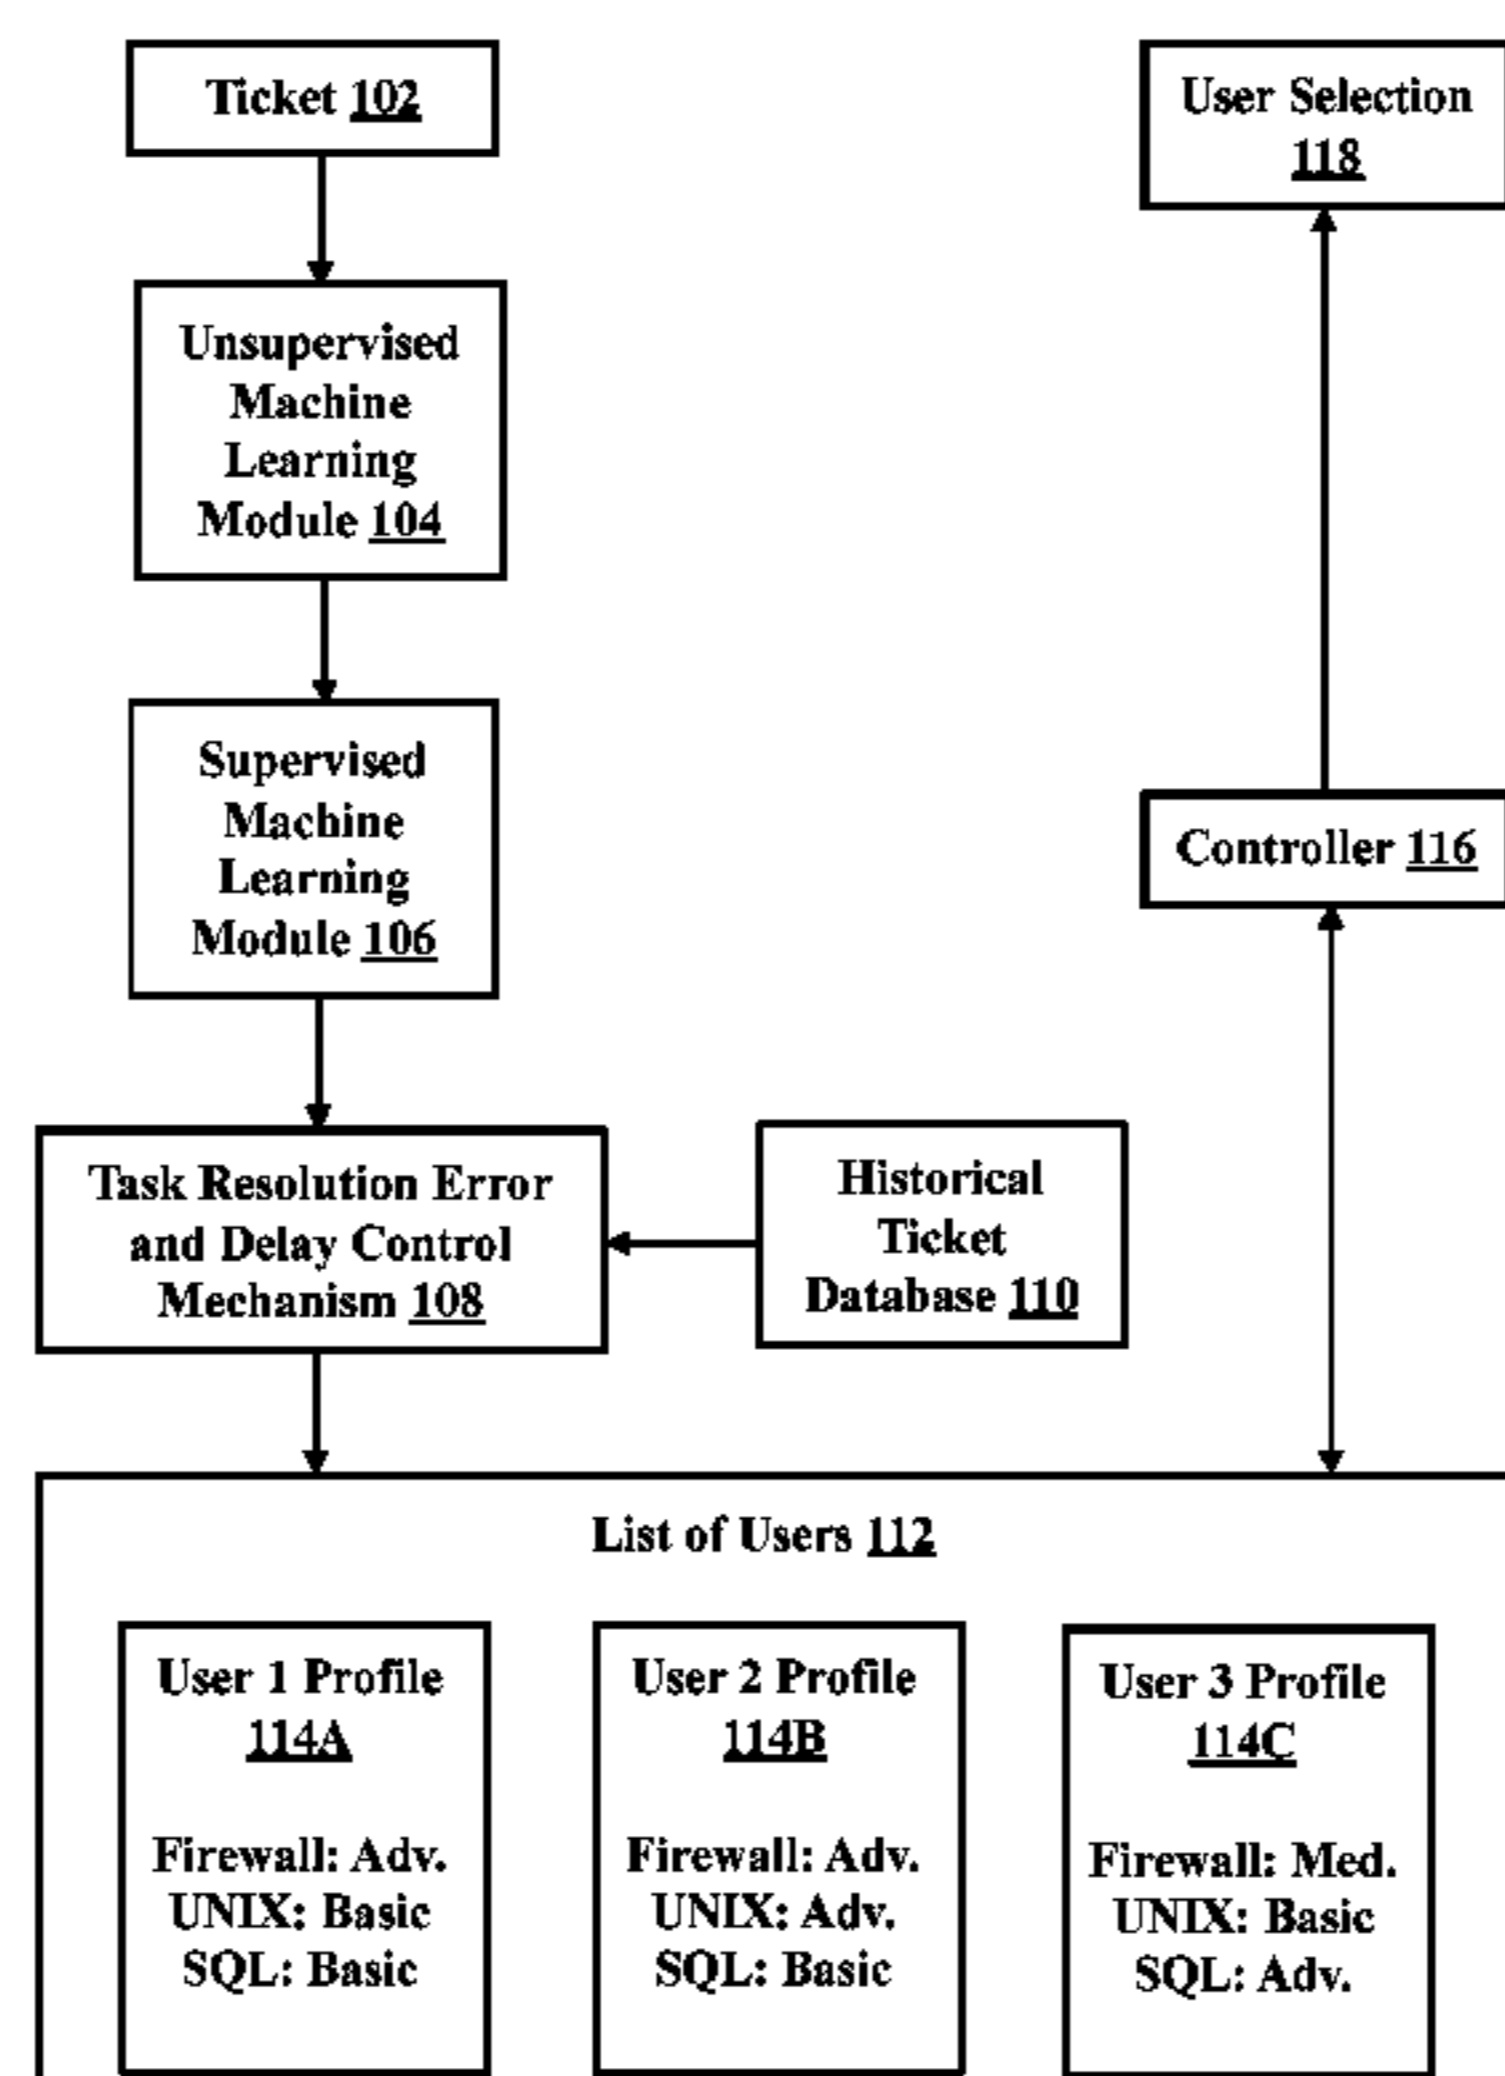 Ticket 102
User Selection
118
Unsupervised
Machine
Learning
Module 104
Supervised
Machine
Learning
Module 106
Controller 116
Task Resolution Error
and Delay Control
Mechanism 108
Historical
Ticket
Database 110
List of Users 112
User 1 Profile
114A
Firewall: Adv.
UNIX: Basic
SQL: Basic
User 2 Profile
114B
Firewall: Adv.
UNIX: Adv.
SQL: Basic
User 3 Profile
114C
Firewall: Med.
UNIX: Basic
SQL: Adv.